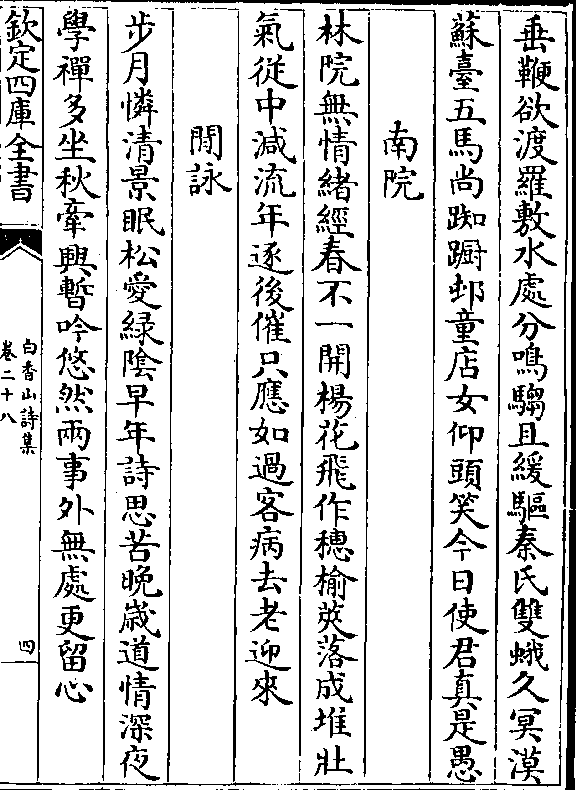 垂鞭欲渡羅敷水處分鳴騶且緩驅秦氏雙蛾久冥漠
蘇臺五馬尚踟蹰邨童店女仰頭笑今日使君真是愚
南院
林院無情緒經春不一開楊花飛作穗榆莢落成堆壯
氣從中減流年逐後催只應如過客病去老迎來
閒詠
步月憐清景眠松愛緑陰早年詩思苦晚歲道情深夜
學禪多坐秋牽興暫吟悠然兩事外無處更留心
欽定四庫全書
白香山詩集
卷二十八
四